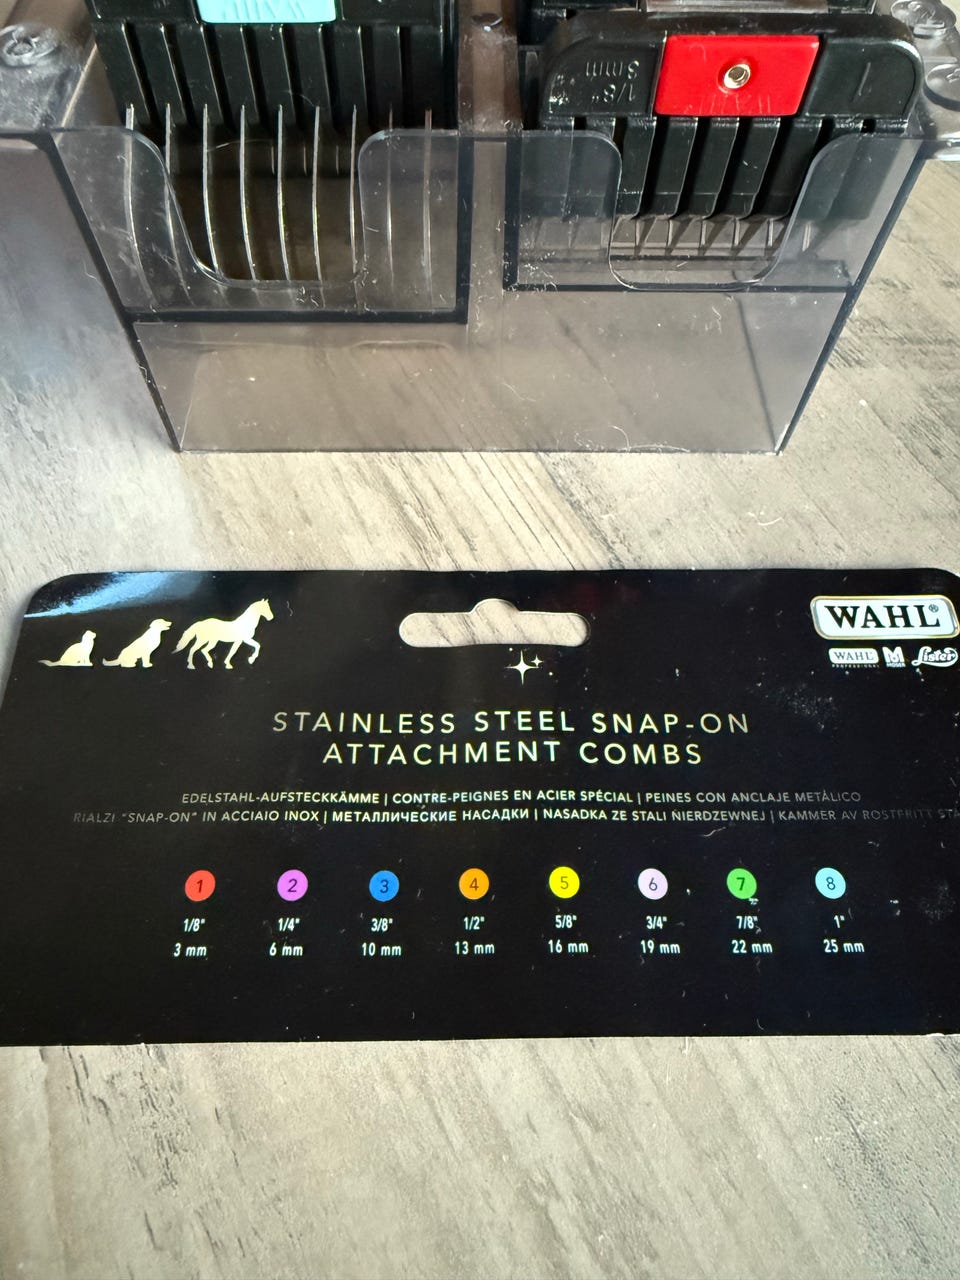 1/8"
3mm
WAHL
1
WAHL®
WAHL
PROFESSIONAL
MOSER
Lister
STAINLESS STEEL SNAP-ON
ATTACHMENT COMBS
EDELSTAHL-AUFSTECKKÄMME | CONTRE-PEIGNES EN ACIER SPÉCIAL | PEINES CON ANCLAJE METÀLICO
RIALZI "SNAP-ON" IN ACCIAIO INOX | МЕТАЛЛИЧЕСКИЕ НАСАДКИ | NASADKA ZE STALI NIERDZEWNEJ | KAMMER AV ROSTFRITT
1 2 3 4 5 6 7 8
1/8" 1/4" 3/8" 1/2" 5/8" 3/4" 7/8" 1"
3 mm 6 mm 10 mm 13 mm 16 mm 19 mm 22 mm 25 mm